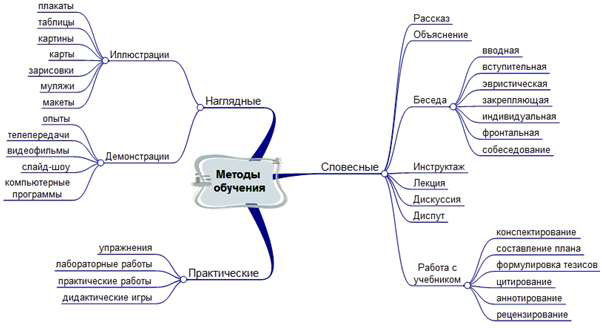 Методы
обучения
Наглядные
Иллюстрации
плакаты
таблицы
картины
карты
зарисовки
муляжи
макеты
Демонстрации
опыты
телепередачи
видеофильмы
слайд-шоу
компьютерные
программы
Практические
упражнения
лабораторные работы
практические работы
дидактические игры
Словесные
Рассказ
Объяснение
Беседа
вводная
вступительная
эвристическая
закрепляющая
индивидуальная
фронтальная
собеседование
Инструктаж
Лекция
Дискуссия
Диспут
Работа с
учебником
конспектирование
составление плана
формулировка тезисов
цитирование
аннотирование
рецензирование